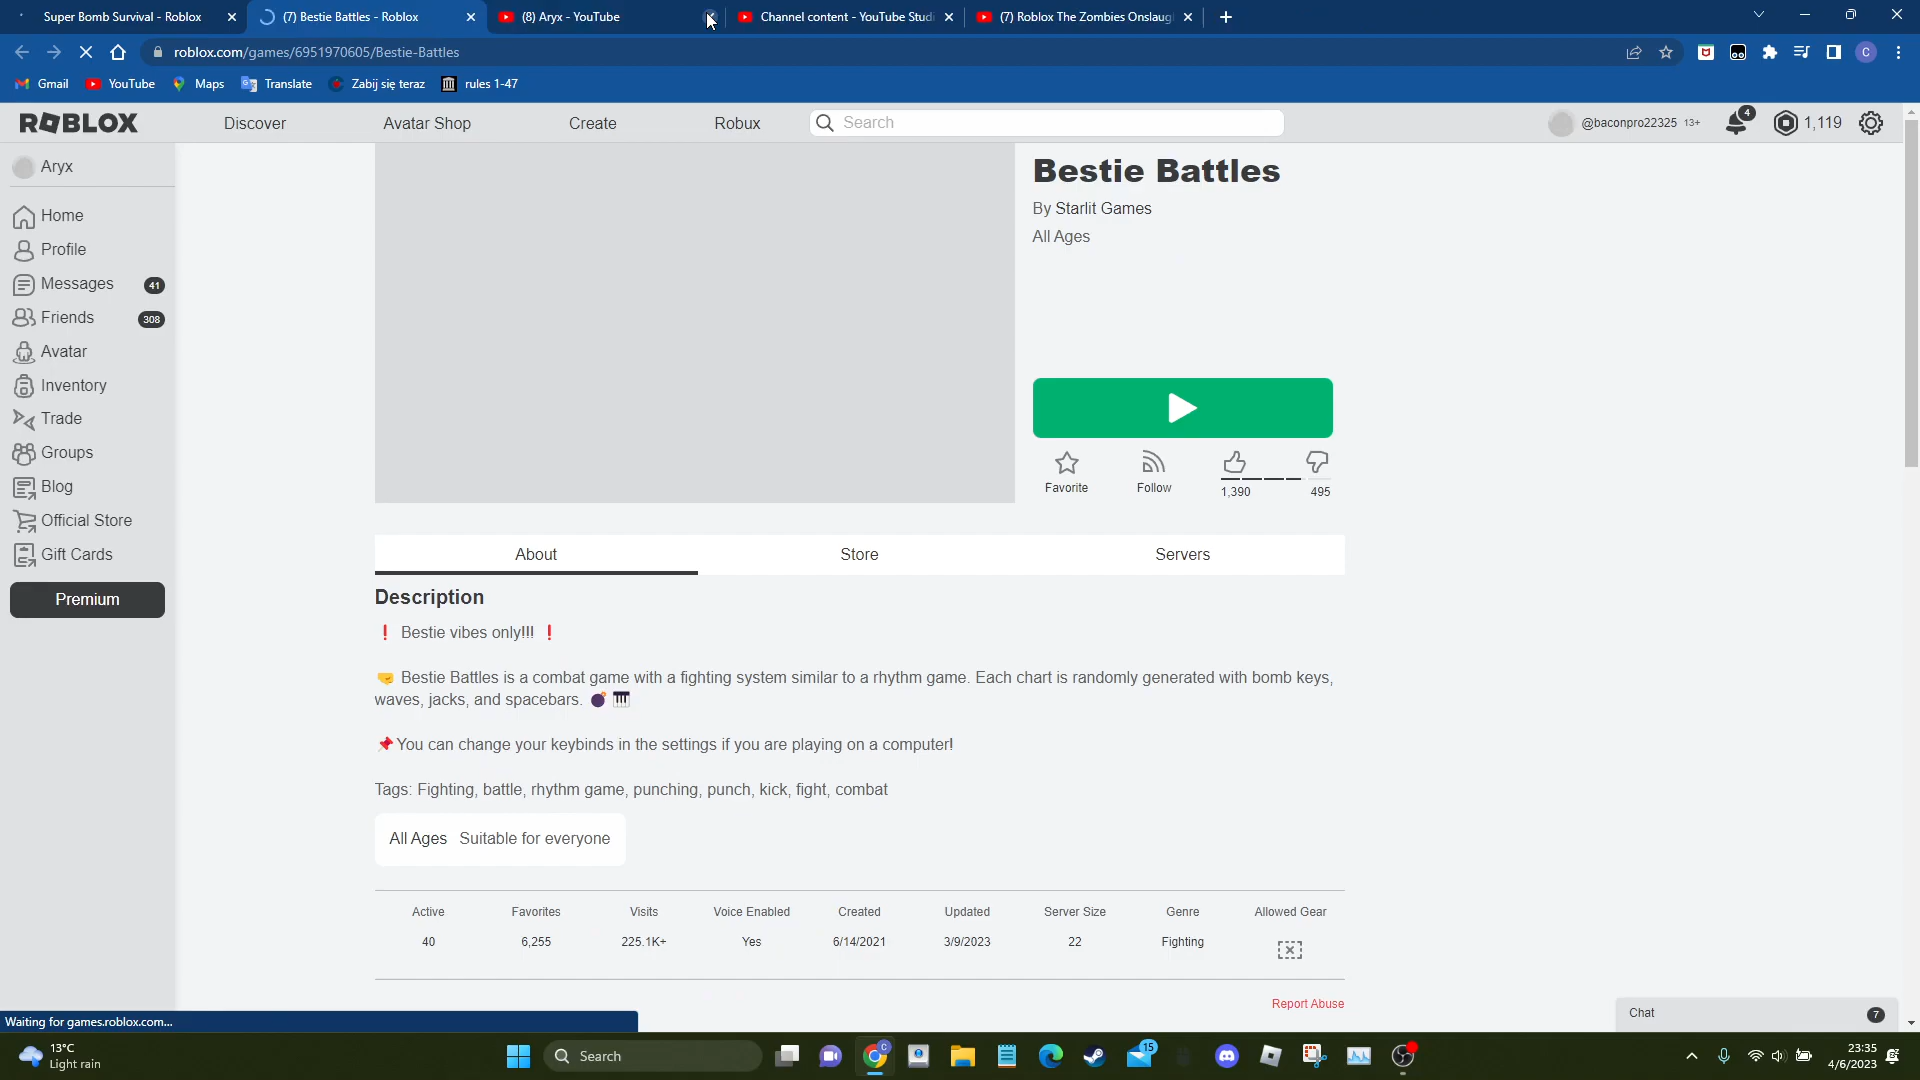 Super Bomb Survival - Roblox
(7) Bestie Battles - Roblox
(8) Aryx - YouTube
Channel content - YouTube Studi
(7) Roblox The Zombies Onslaug
roblox.com/games/6951970605/Bestie-Battles
Gmail
YouTube
Maps
Translate
Zabij się teraz
rules 1-47
ROBLOX
Discover
Avatar Shop
Create
Robux
Search
@baconpro22325 13+
4
1,119
Aryx
Home
Profile
Messages 41
Friends 308
Avatar
Inventory
Trade
Groups
Blog
Official Store
Gift Cards
Premium
Bestie Battles
By Starlit Games
All Ages
Favorite
Follow
1,390
495
About
Store
Servers
Description
❗ Bestie vibes only!!! ❗
🤜 Bestie Battles is a combat game with a fighting system similar to a rhythm game. Each chart is randomly generated with bomb keys,
waves, jacks, and spacebars. 💣 🎹
📌You can change your keybinds in the settings if you are playing on a computer!
Tags: Fighting, battle, rhythm game, punching, punch, kick, fight, combat
All Ages Suitable for everyone
Active Favorites Visits Voice Enabled Created Updated Server Size Genre Allowed Gear
40 6,255 225.1K+ Yes 6/14/2021 3/9/2023 22 Fighting
Report Abuse
Waiting for games.roblox.com...
Chat 7
13°C
Light rain
Search
15
23:35
4/6/2023